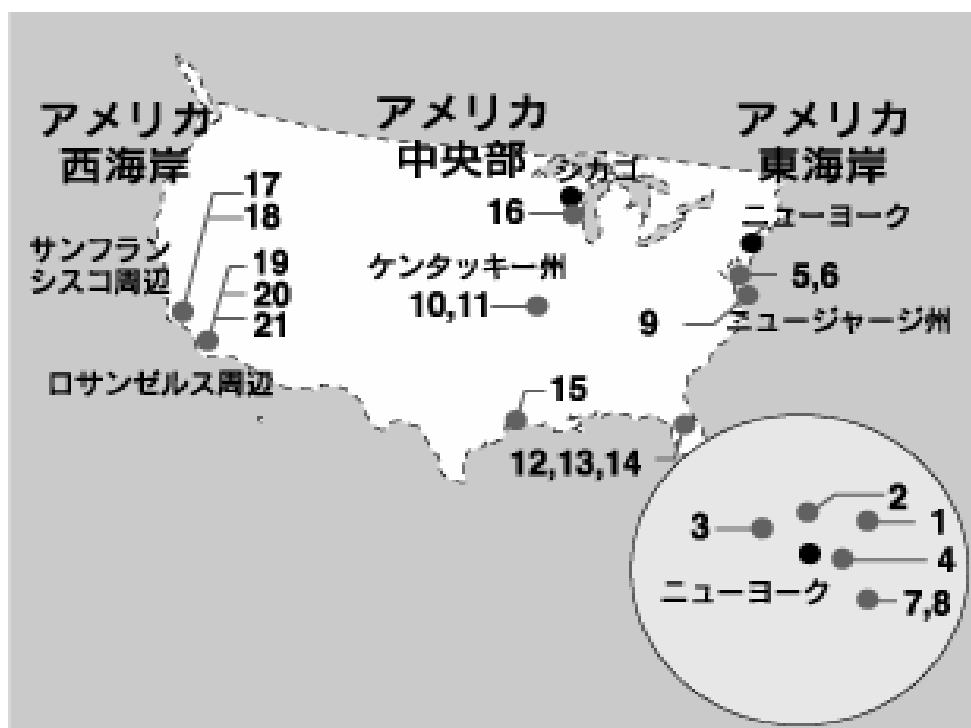 アメリカ
西海岸
アメリカ
中央部
アメリカ
東海岸
シカゴ
16
ニューヨーク
17
18
サンフラン
シスコ周辺
19
20
21
ケンタッキー州
10,11
5,6
9
ニュージャージ州
ロサンゼルス周辺
15
12,13,14
2
3
1
4
ニューヨーク
7,8